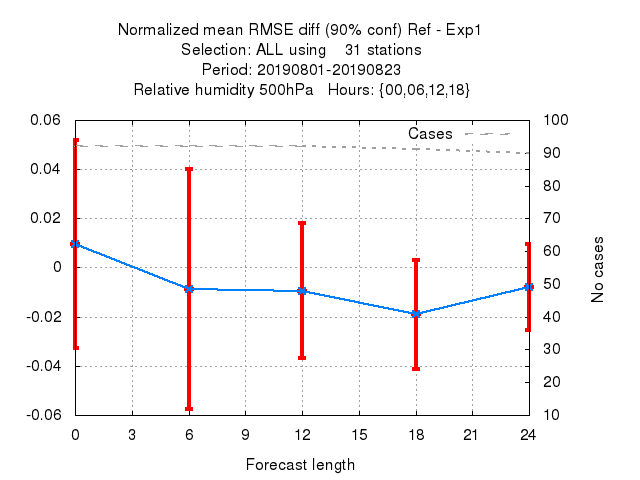 Normalized mean RMSE diff (90% conf) Ref - Exp1
Selection: ALL using    31 stations
Period: 20190801-20190823
Relative humidity 500hPa   Hours: {00,06,12,18}
Cases
0.06
0.04
0.02
0
-0.02
-0.04
-0.06
100
90
80
70
60
50
40
30
20
10
No cases
0 3 6 9 12 15 18 21 24
Forecast length